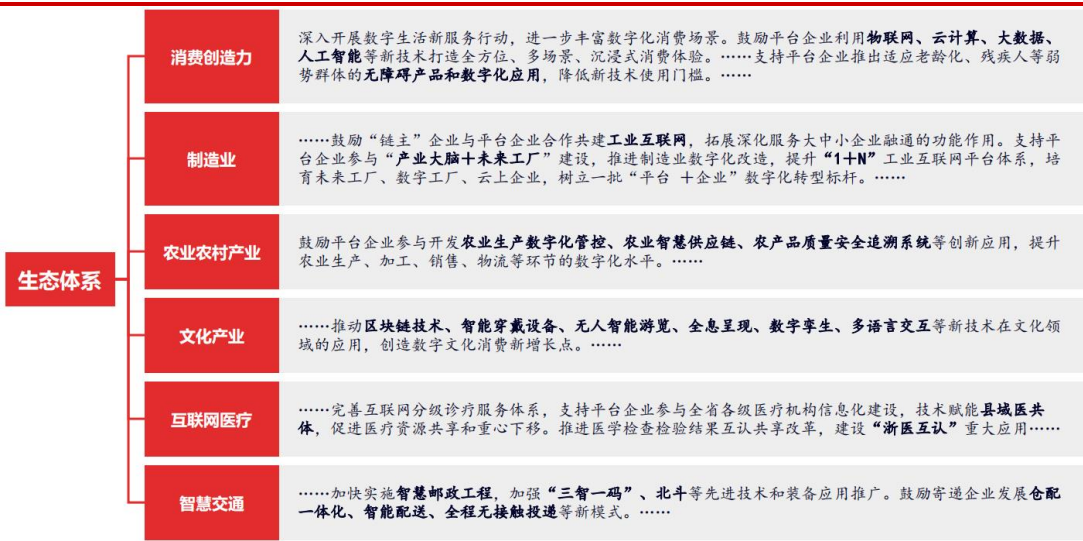 生态体系
消费创造力
深入开展数字生活新服务行动，进一步丰富数字化消费场景。鼓励平台企业利用物联网、云计算、大数据、
人工智能等新技术打造全方位、多场景、沉浸式消费体验。……支持平台企业推出适应老龄化、残疾人等弱
势群体的无障碍产品和数字化应用，降低新技术使用门槛。……
制造业
……鼓励“链主”企业与平台企业合作共建工业互联网，拓展深化服务大中小企业融通的功能作用。支持平
台企业参与“产业大脑＋未来工厂”建设，推进制造业数字化改造，提升“1＋N”工业互联网平台体系，培
育未来工厂、数字工厂、云上企业，树立一批“平台 ＋企业”数字化转型标杆。……
农业农村产业
鼓励平台企业参与开发农业生产数字化管控、农业智慧供应链、农产品质量安全追溯系统等创新应用，提升
农业生产、加工、销售、物流等环节的数字化水平。……
文化产业
……推动区块链技术、智能穿戴设备、无人智能游览、全息呈现、数字孪生、多语言交互等新技术在文化领
域的应用，创造数字文化消费新增长点。……
互联网医疗
……完善互联网分级诊疗服务体系，支持平台企业参与全省各级医疗机构信息化建设，技术赋能县域医共
体，促进医疗资源共享和重心下移。推进医学检查检验结果互认共享改革，建设“浙医互认”重大应用……
智慧交通
……加快实施智慧邮政工程，加强“三智一码”、北斗等先进技术和装备应用推广。鼓励寄递企业发展仓配
一体化、智能配送、全程无接触投递等新模式。……